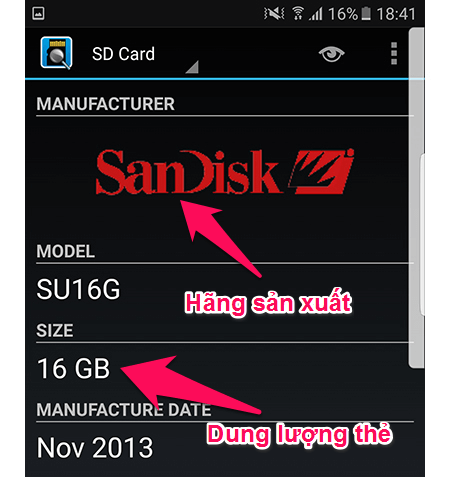 16% 18:41
SD Card
MANUFACTURER
SanDisk
Hãng sản xuất
MODEL
SU16G
SIZE
16 GB
Dung lượng thẻ
MANUFACTURE DATE
Nov 2013